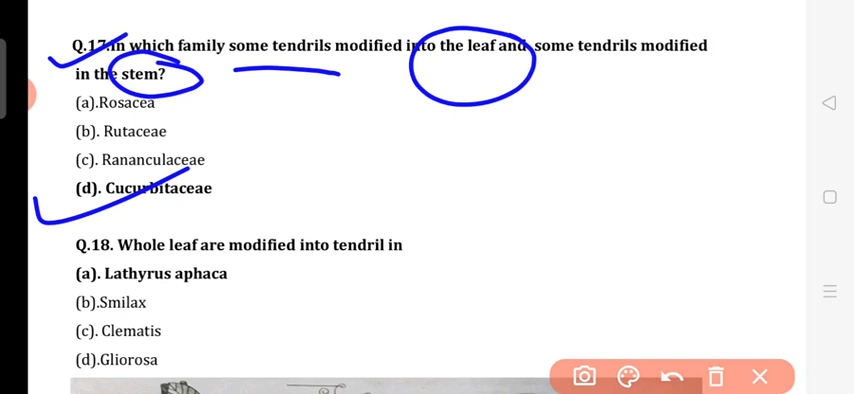 Q.17.In which family some tendrils modified into the leaf and some tendrils modified
in the stem?
(a).Rosacea
(b). Rutaceae
(c). Rananculaceae
(d). Cucurbitaceae
Q.18. Whole leaf are modified into tendril in
(a). Lathyrus aphaca
(b).Smilax
(c). Clematis
(d).Gliorosa